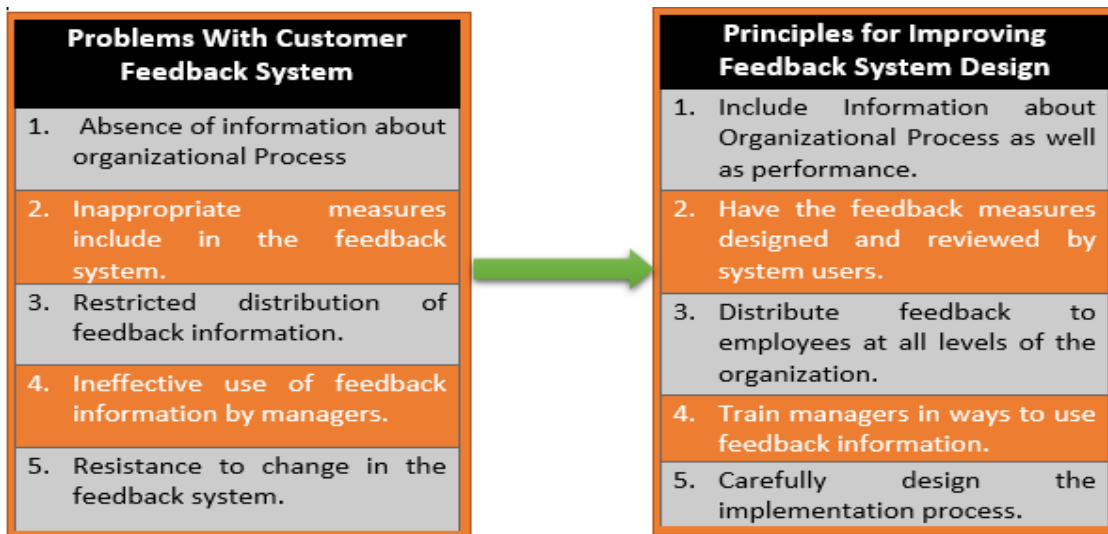 Problems With Customer
Feedback System
1. Absence of information about
organizational Process
2. Inappropriate measures
include in the feedback
system.
3. Restricted distribution of
feedback information.
4. Ineffective use of feedback
information by managers.
5. Resistance to change in the
feedback system.
Principles for Improving
Feedback System Design
1. Include Information about
Organizational Process as well
as performance.
2. Have the feedback measures
designed and reviewed by
system users.
3. Distribute feedback to
employees at all levels of the
organization.
4. Train managers in ways to use
feedback information.
5. Carefully design the
implementation process.